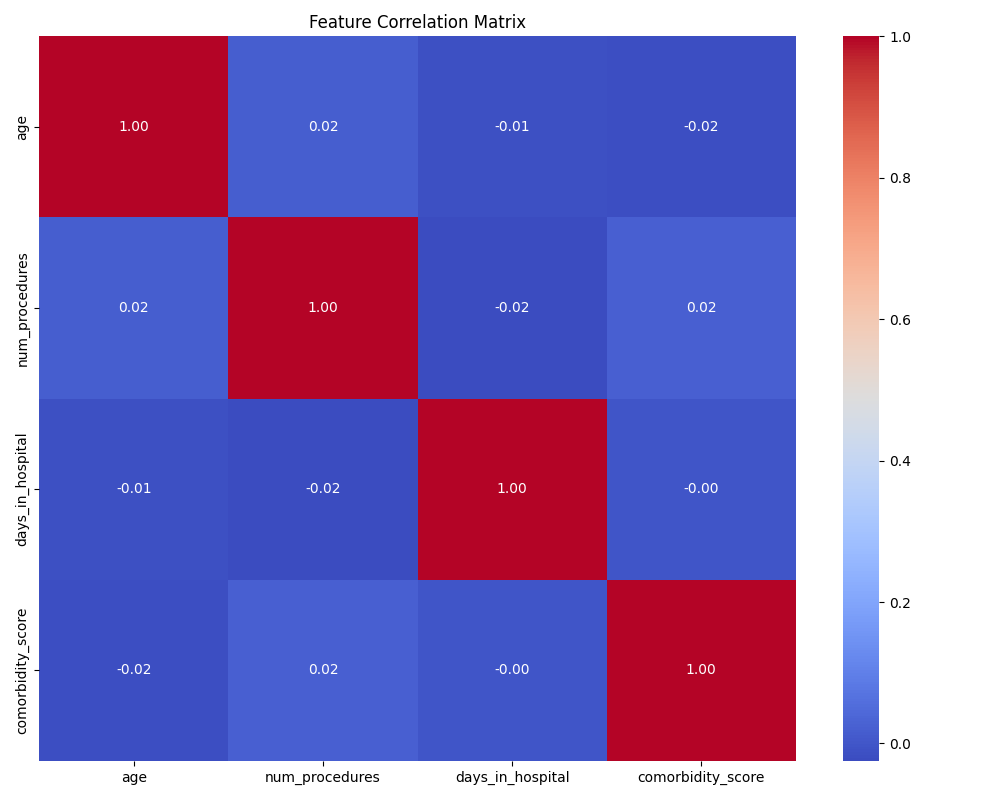 Feature Correlation Matrix
age
1.00
0.02
-0.01
-0.02
num_procedures
0.02
1.00
-0.02
0.02
days_in_hospital
-0.01
-0.02
1.00
-0.00
comorbidity_score
-0.02
0.02
-0.00
1.00
age
num_procedures
days_in_hospital
comorbidity_score
1.0
0.8
0.6
0.4
0.2
0.0